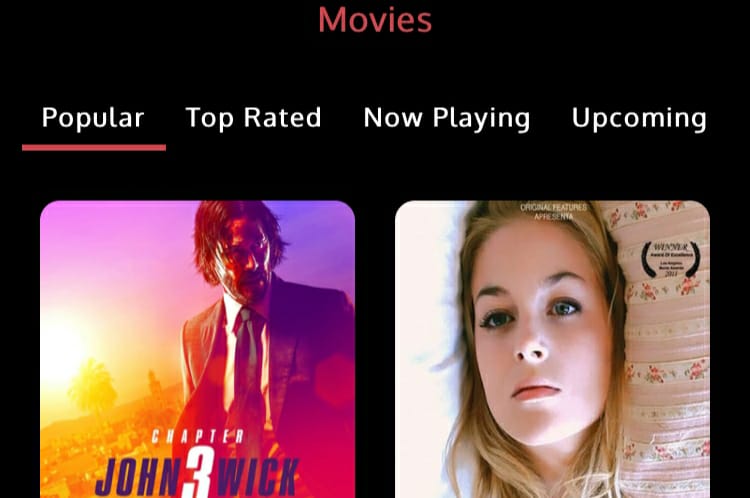 Movies
Popular Top Rated Now Playing Upcoming
ORIGINAL FEATURES
APRESENTA
WINNER
Award Of Excellence
Los Angeles
Movie Awards
2011
CHAPTER
JOHN 3 WICK